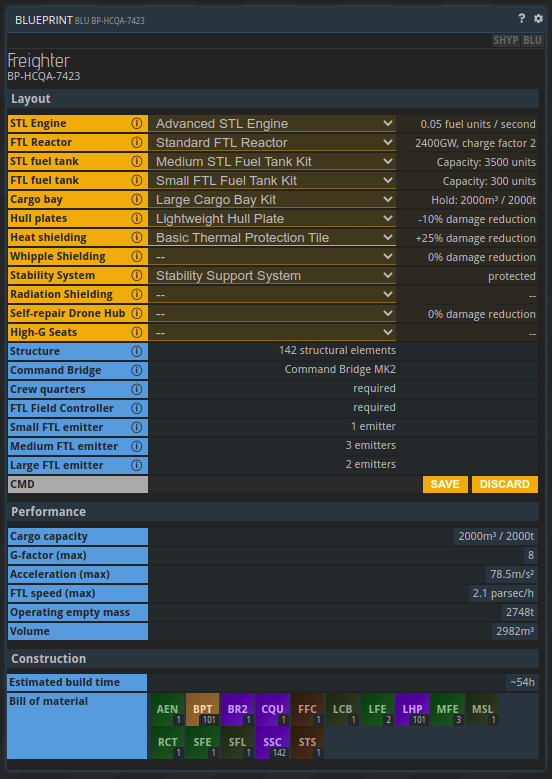 BLUEPRINT BLU BP-HCQA-7423 ?
SHYP BLU
Freighter
BP-HCQA-7423
Layout
STL Engine Advanced STL Engine 0.05 fuel units / second
FTL Reactor Standard FTL Reactor 2400GW, charge factor 2
STL fuel tank Medium STL Fuel Tank Kit Capacity: 3500 units
FTL fuel tank Small FTL Fuel Tank Kit Capacity: 300 units
Cargo bay Large Cargo Bay Kit Hold: 2000m³ / 2000t
Hull plates Lightweight Hull Plate -10% damage reduction
Heat shielding Basic Thermal Protection Tile +25% damage reduction
Whipple Shielding -- 0% damage reduction
Stability System Stability Support System protected
Radiation Shielding -- --
Self-repair Drone Hub -- 0% damage reduction
High-G Seats -- --
Structure 142 structural elements
Command Bridge Command Bridge MK2
Crew quarters required
FTL Field Controller required
Small FTL emitter 1 emitter
Medium FTL emitter 3 emitters
Large FTL emitter 2 emitters
CMD SAVE DISCARD
Performance
Cargo capacity 2000m³ / 2000t
G-factor (max) 8
Acceleration (max) 78.5m/s²
FTL speed (max) 2.1 parsec/h
Operating empty mass 2748t
Volume 2982m³
Construction
Estimated build time ~54h
Bill of material AEN 1 BPT 101 BR2 1 CQU 1 FFC 1 LCB 1 LFE 2 LHP 101 MFE 3 MSL 1
RCT 1 SFE 1 SFL 1 SSC 142 STS 1